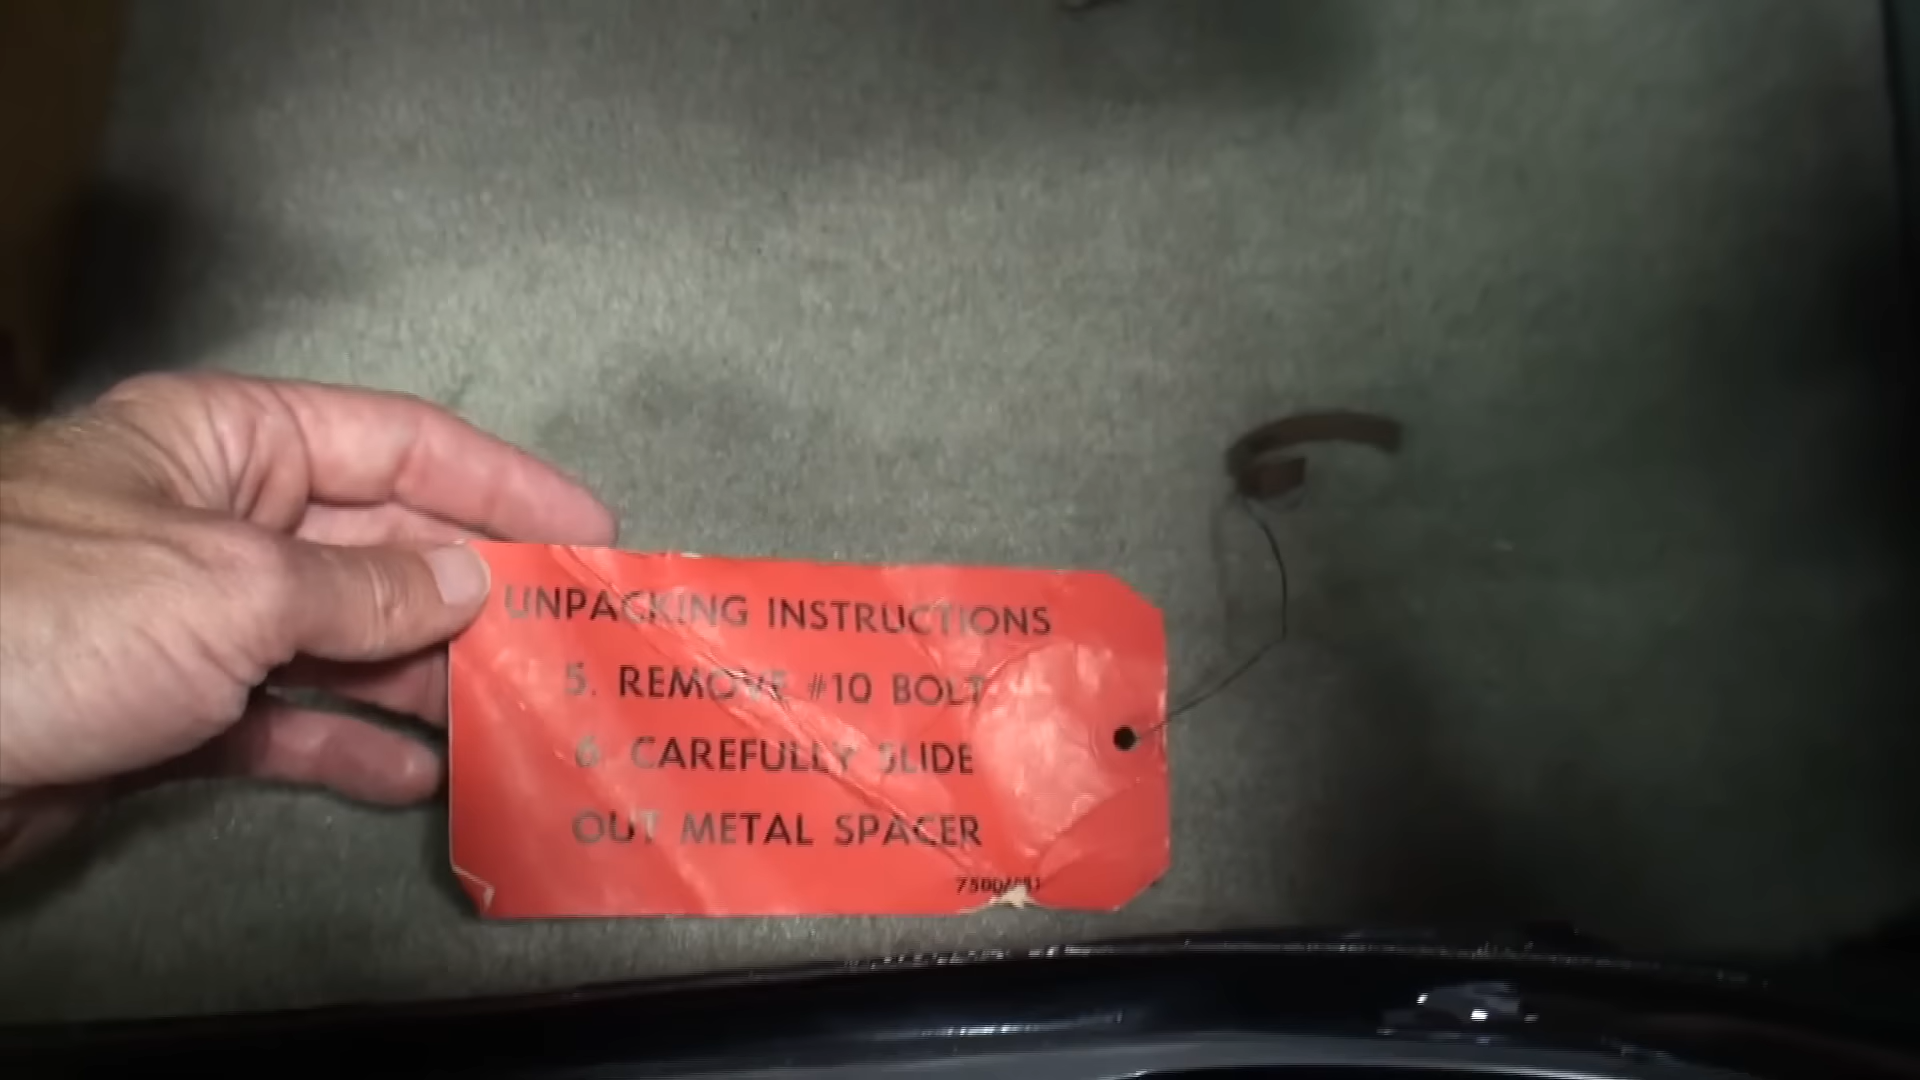 UNPACKING INSTRUCTIONS
5. REMOVE #10 BOLT
6. CAREFULLY SLIDE
OUT METAL SPACER